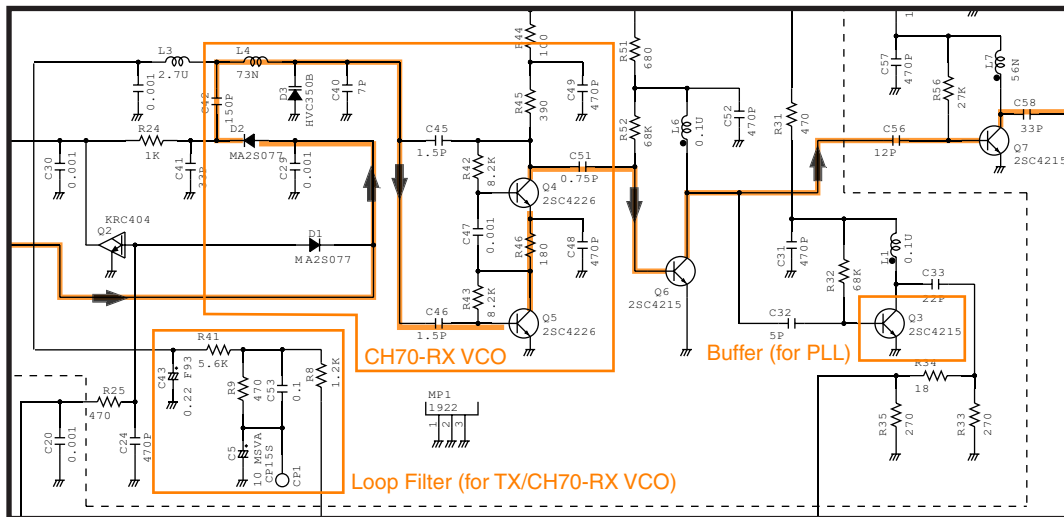 L3
2.7U
0.001
L4
73N
C42
150P
D3
HVC350B
C40
7P
R44
100
R45
390
C49
470P
R51
680
R52
68K
L6
0.1U
C52
470P
R31
470
C57
470P
R56
27K
L7
56N
C58
33P
C56
12P
Q7
2SC4215
R24
1K
C30
0.001
C41
33P
D2
MA2S077
C29
0.001
C45
1.5P
R42
8.2K
C51
0.75P
Q4
2SC4226
KRC404
Q2
D1
MA2S077
C47
0.001
R46
180
C48
470P
R43
8.2K
Q6
2SC4215
C31
470P
R32
68K
L1
0.1U
C33
22P
C46
1.5P
Q5
2SC4226
C32
5P
Q3
2SC4215
CH70-RX VCO
Buffer (for PLL)
R41
5.6K
C43
0.22 F93
R9
470
C53
0.1
R8
1.2K
R34
18
R25
470
MP1
1922
1
2
3
R35
270
R33
270
C20
0.001
C24
470P
C5
10 MSVA
CP15S
CP1
Loop Filter (for TX/CH70-RX VCO)